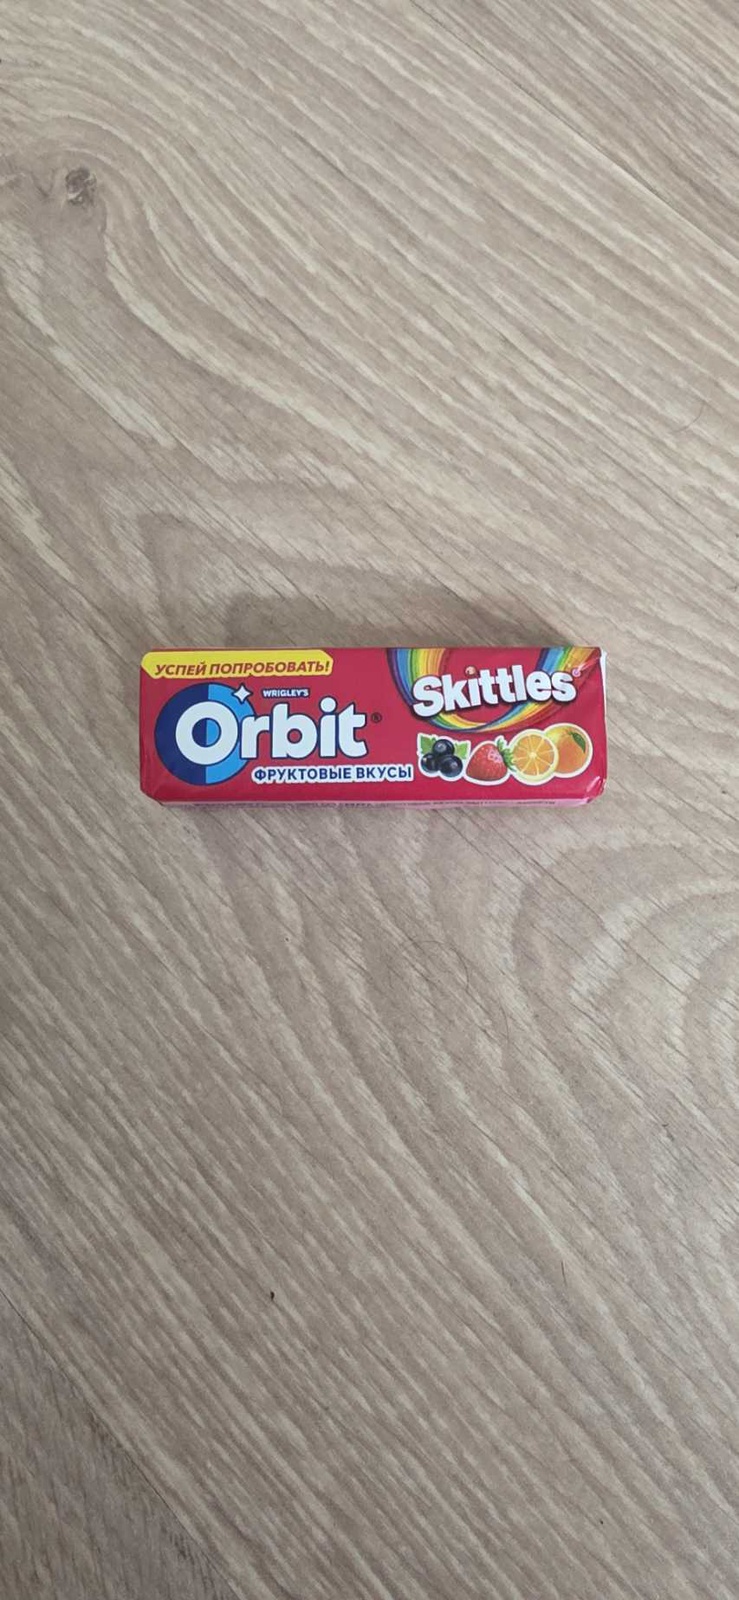 УСПЕЙ ПОПРОБОВАТЬ!
WRIGLEY'S
Orbit®
ФРУКТОВЫЕ ВКУСЫ
Skittles